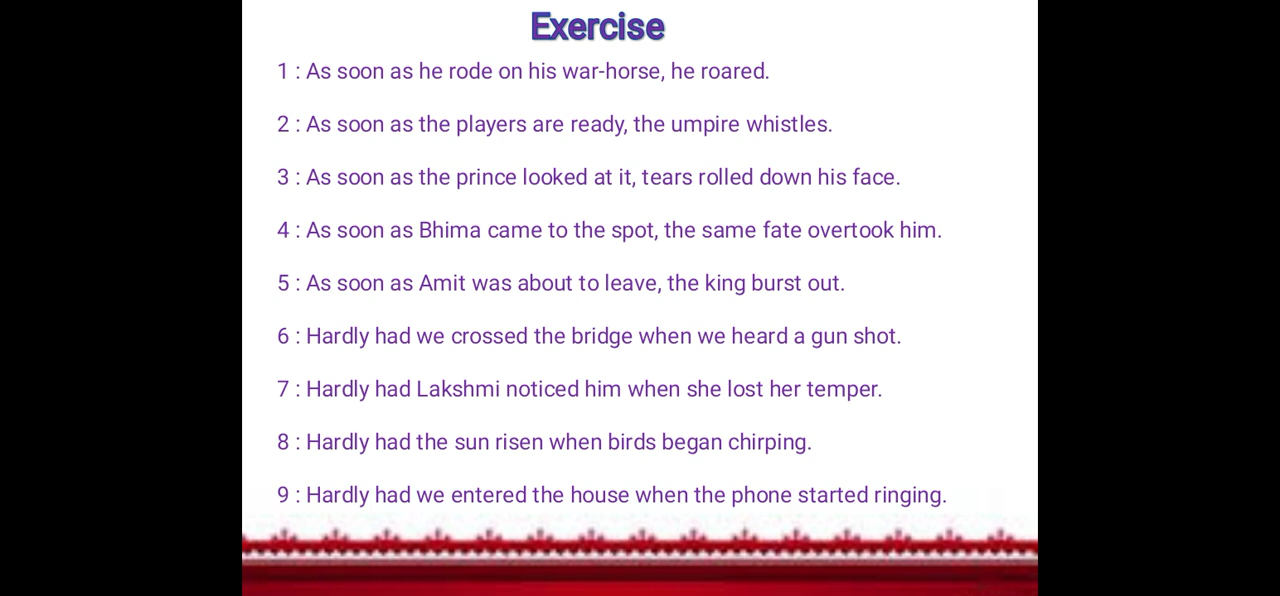 Exercise
1 : As soon as he rode on his war-horse, he roared.
2 : As soon as the players are ready, the umpire whistles.
3 : As soon as the prince looked at it, tears rolled down his face.
4 : As soon as Bhima came to the spot, the same fate overtook him.
5 : As soon as Amit was about to leave, the king burst out.
6 : Hardly had we crossed the bridge when we heard a gun shot.
7 : Hardly had Lakshmi noticed him when she lost her temper.
8 : Hardly had the sun risen when birds began chirping.
9 : Hardly had we entered the house when the phone started ringing.